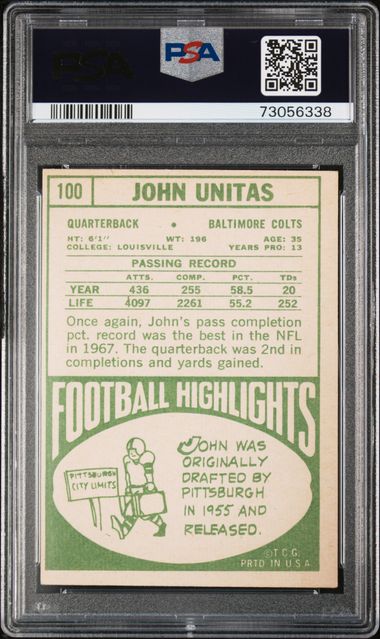 PSA
PSA
73056338
100 JOHN UNITAS
QUARTERBACK • BALTIMORE COLTS
HT: 6'1" WT: 196 AGE: 35
COLLEGE: LOUISVILLE YEARS PRO: 13
PASSING RECORD
ATTS. COMP. PCT. TDs
YEAR 436 255 58.5 20
LIFE 4097 2261 55.2 252
Once again, John's pass completion
pct. record was the best in the NFL
in 1967. The quarterback was 2nd in
completions and yards gained.
FOOTBALL HIGHLIGHTS
PITTSBURGH
CITY LIMITS
JOHN WAS
ORIGINALLY
DRAFTED BY
PITTSBURGH
IN 1955 AND
RELEASED.
© T.C.G.
PRTD IN U.S.A.